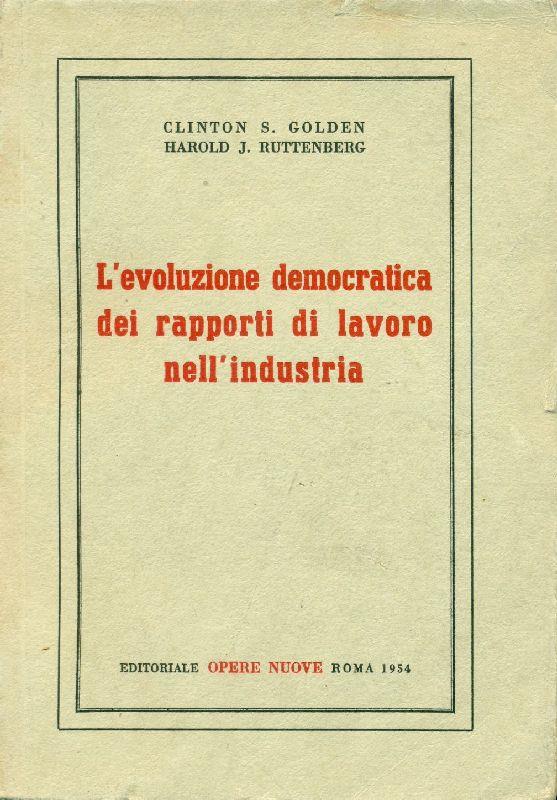 CLINTON S. GOLDEN
HAROLD J. RUTTENBERG
L'evoluzione democratica
dei rapporti di lavoro
nell'industria
EDITORIALE OPERE NUOVE ROMA 1954